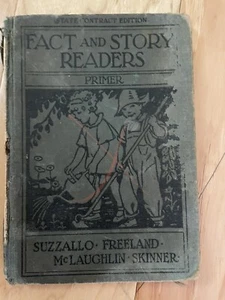 STATE CONTRACT EDITION
FACT AND STORY
READERS
PRIMER
SUZZALLO · FREELAND
MCLAUGHLIN · SKINNER